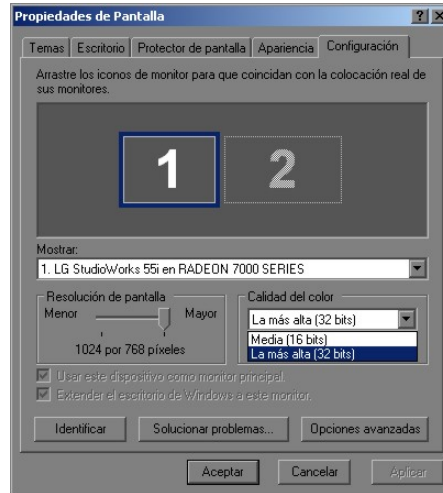 Propiedades de Pantalla
Temas Escritorio Protector de pantalla Apariencia Configuración
Arrastre los iconos de monitor para que coincidan con la colocación real de
sus monitores.
1 2
Mostrar:
1. LG StudioWorks 55i en RADEON 7000 SERIES
Resolución de pantalla
Menor Mayor
1024 por 768 píxeles
Calidad del color
La más alta (32 bits)
Media (16 bits)
La más alta (32 bits)
Usar este dispositivo como monitor principal.
Extender el escritorio de Windows a este monitor.
Identificar Solucionar problemas... Opciones avanzadas
Aceptar Cancelar Aplicar